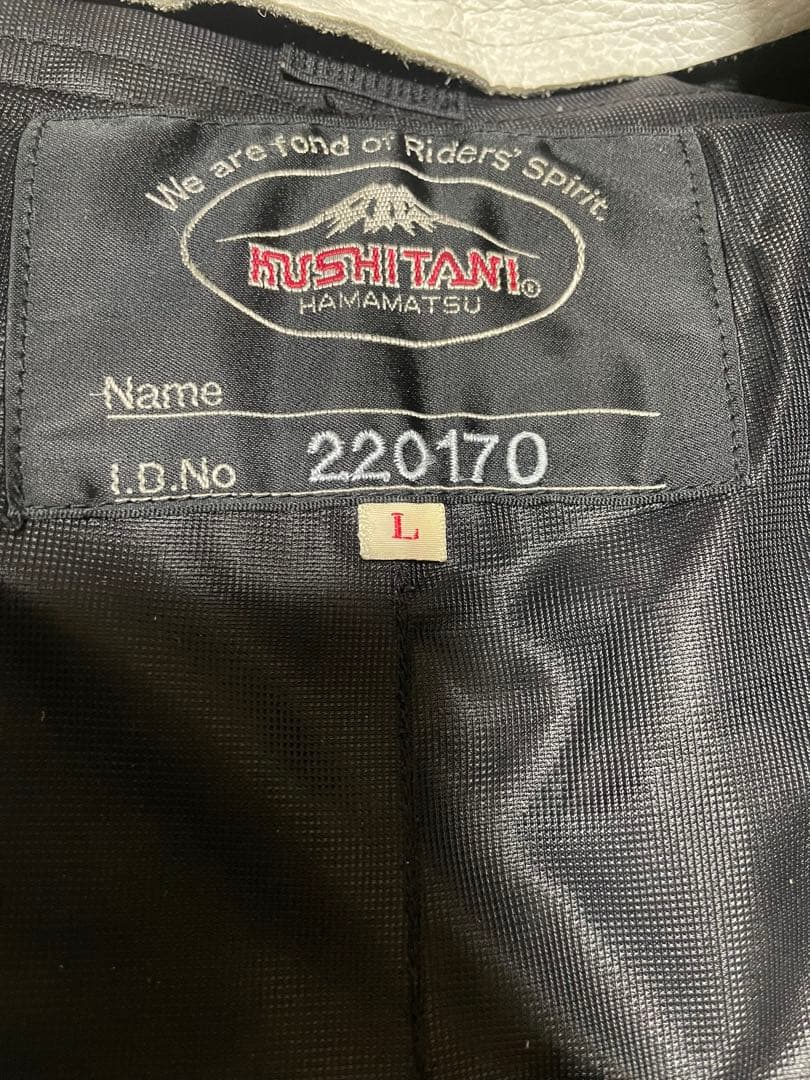 We are fond of Riders' Spirit.
KUSHITANI®
HAMAMATSU
Name
I.D.No 220170
L